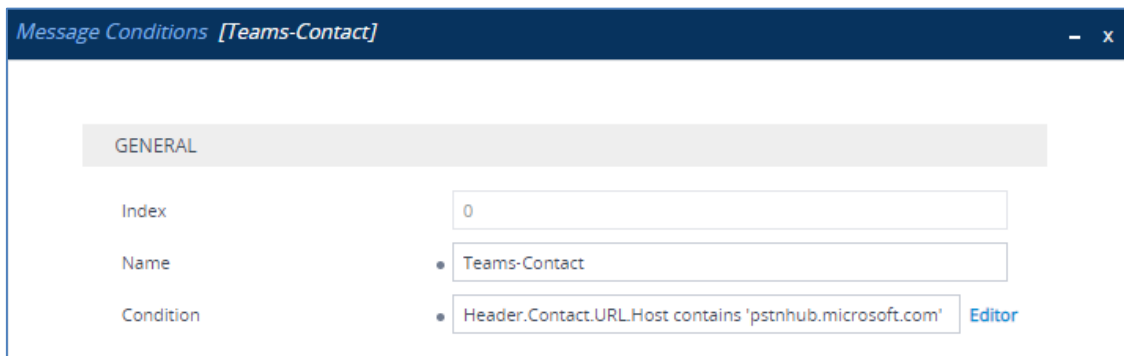 Message Conditions [Teams-Contact] – x
GENERAL
Index 0
Name Teams-Contact
Condition Header.Contact.URL.Host contains 'pstnhub.microsoft.com' Editor